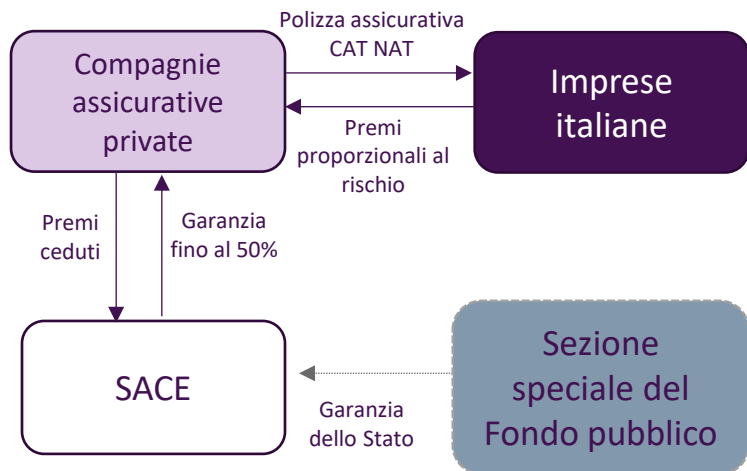 Polizza assicurativa
CAT NAT
Compagnie
assicurative
private
Imprese
italiane
Premi
proporzionali al
rischio
Premi
ceduti
Garanzia
fino al 50%
SACE
Garanzia
dello Stato
Sezione
speciale del
Fondo pubblico